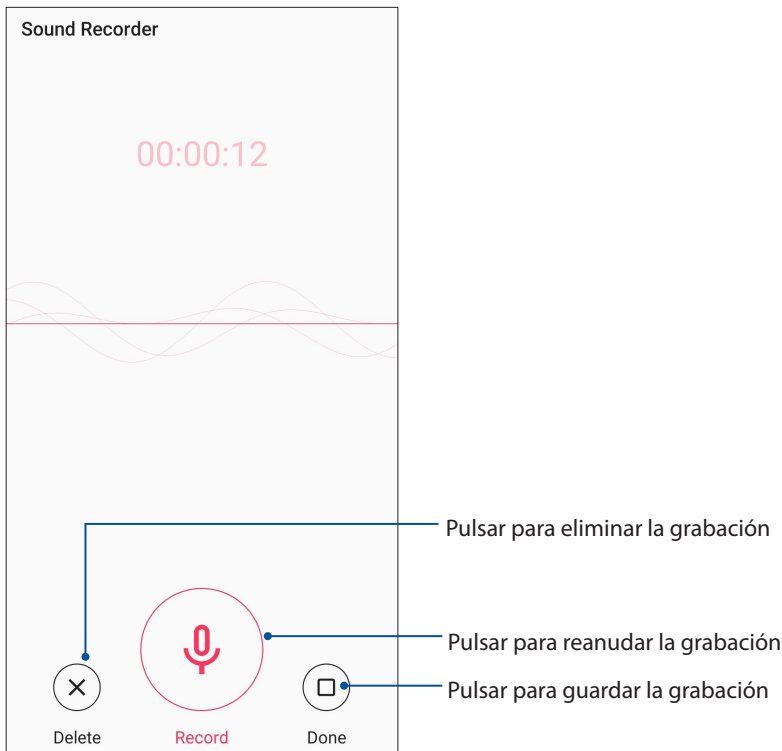 Sound Recorder
00:00:12
Pulsar para eliminar la grabación
Pulsar para reanudar la grabación
Pulsar para guardar la grabación
Delete
Record
Done